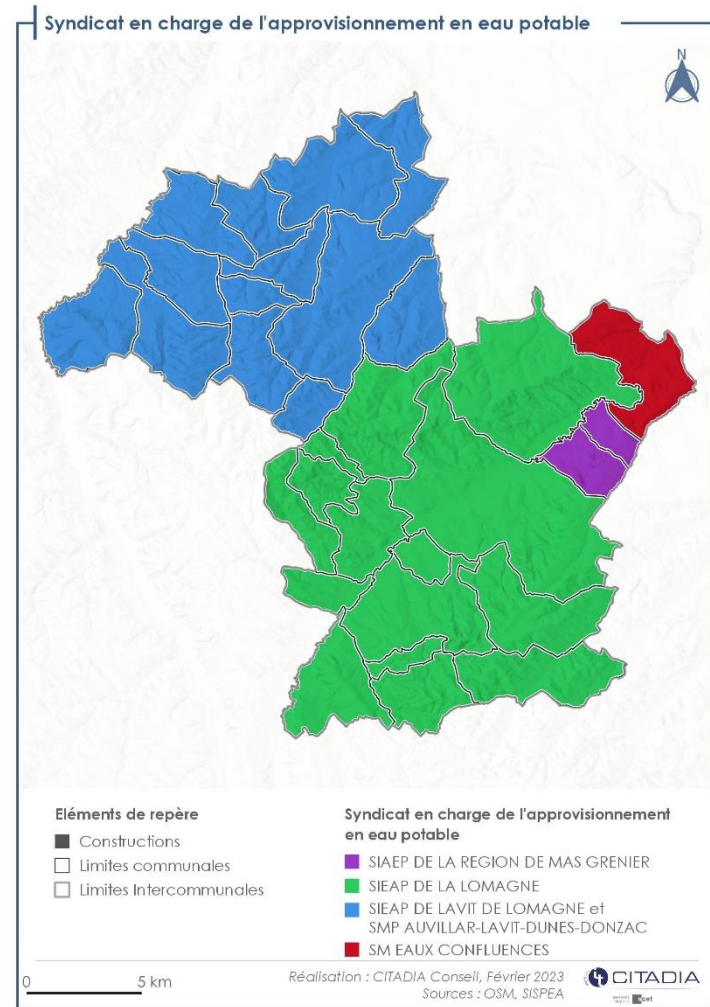 Syndicat en charge de l'approvisionnement en eau potable
N
Eléments de repère
Constructions
Limites communales
Limites Intercommunales
Syndicat en charge de l'approvisionnement
en eau potable
SIAEP DE LA REGION DE MAS GRENIER
SIEAP DE LA LOMAGNE
SIEAP DE LAVIT DE LOMAGNE et
SMP AUVILLAR-LAVIT-DUNES-DONZAC
SM EAUX CONFLUENCES
0 5 km
Réalisation : CITADIA Conseil, Février 2023
Sources : OSM, SISPEA
CITADIA